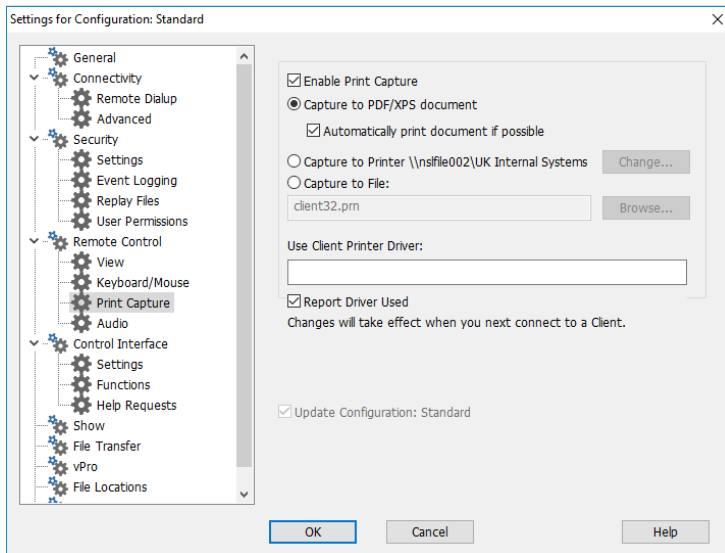 Settings for Configuration: Standard
General
Connectivity
Remote Dialup
Advanced
Security
Settings
Event Logging
Replay Files
User Permissions
Remote Control
View
Keyboard/Mouse
Print Capture
Audio
Control Interface
Settings
Functions
Help Requests
Show
File Transfer
vPro
File Locations
Enable Print Capture
Capture to PDF/XPS document
Automatically print document if possible
Capture to Printer \\nslfile002\UK Internal Systems
Change...
Capture to File:
client32.prn
Browse...
Use Client Printer Driver:
Report Driver Used
Changes will take effect when you next connect to a Client.
Update Configuration: Standard
OK
Cancel
Help